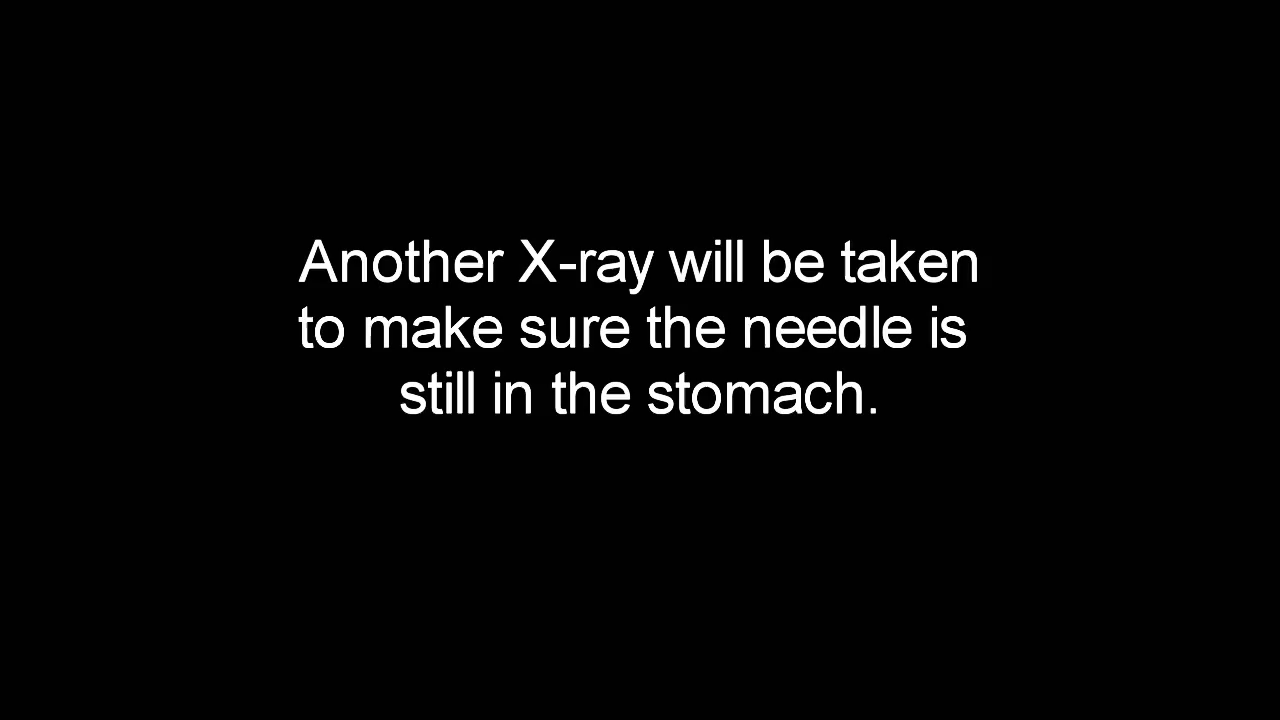 Another X-ray will be taken
to make sure the needle is
still in the stomach.